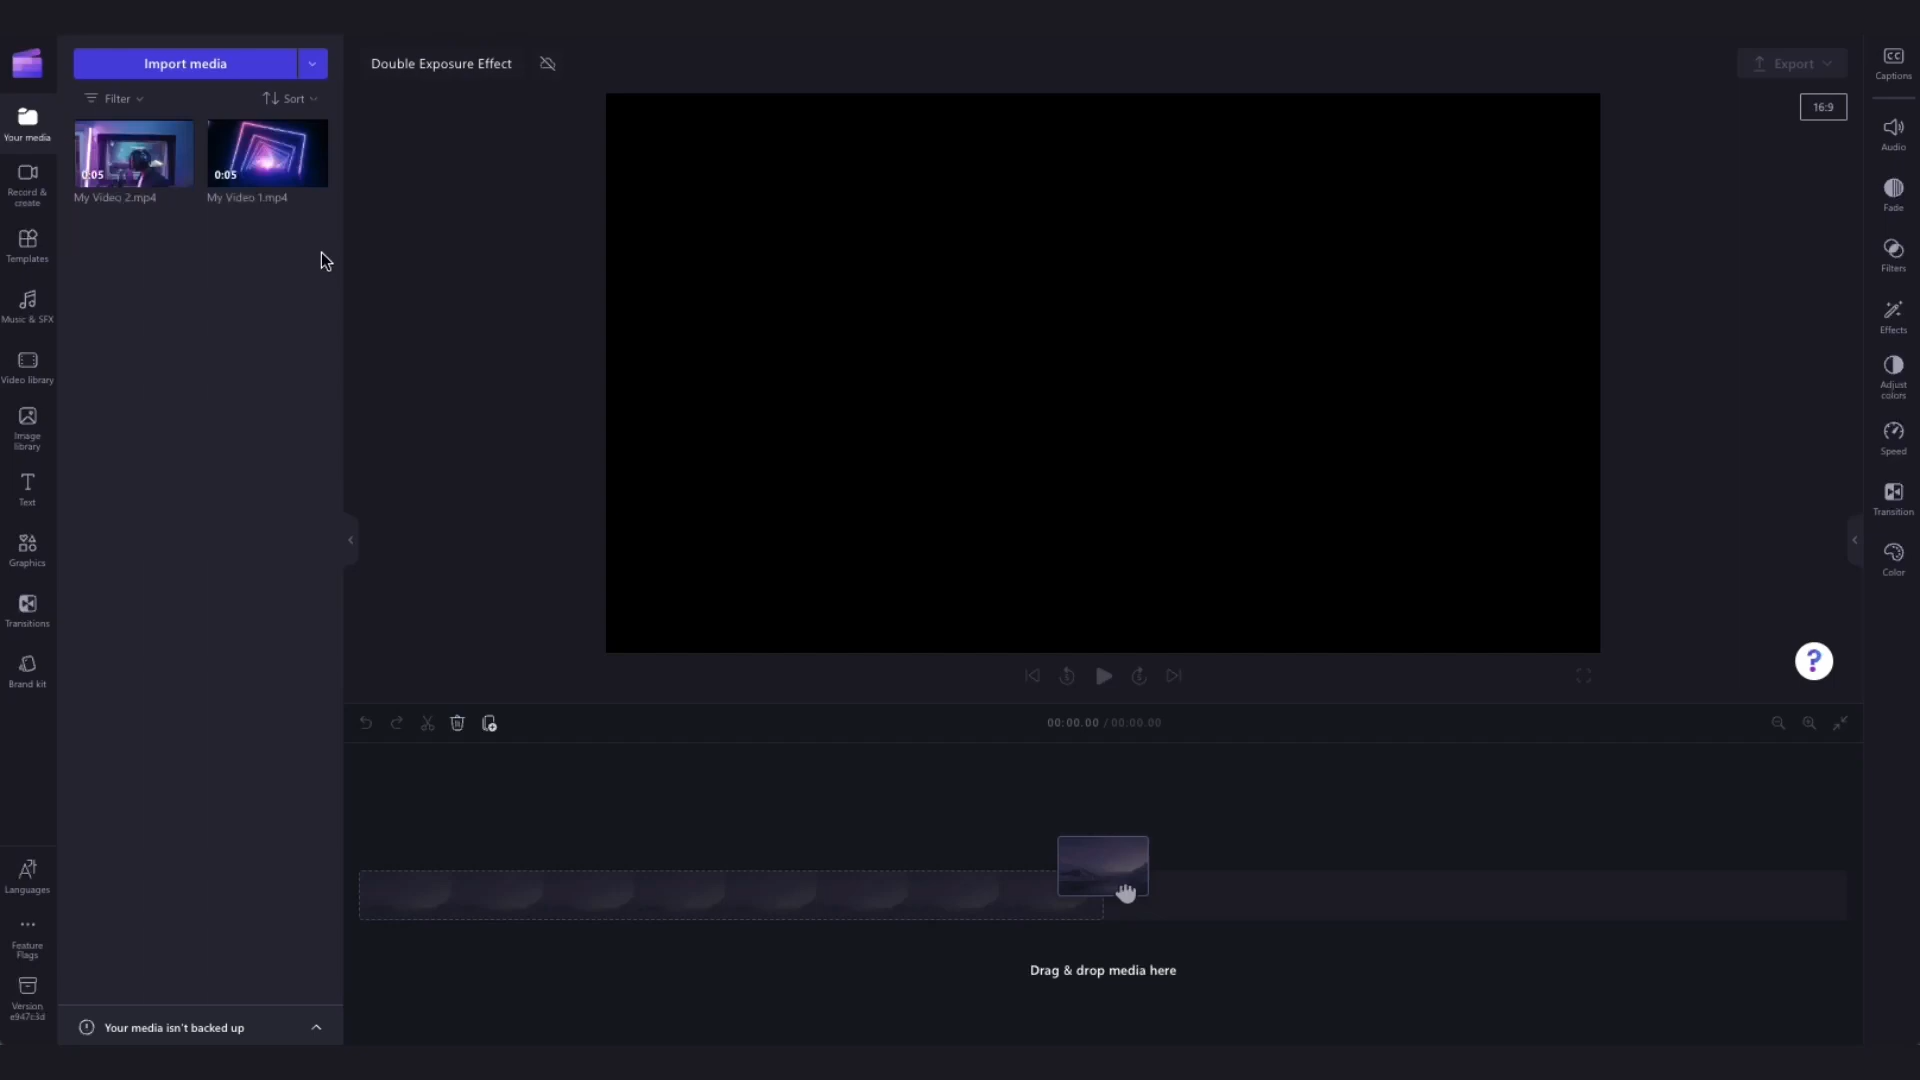 Import media
Double Exposure Effect
Export
CC
Captions
Filter
Sort
16:9
Your media
0:05
0:05
My Video 2.mp4
My Video 1.mp4
Audio
Record &
create
Fade
Templates
Filters
Music & SFX
Effects
Video library
Adjust
colors
Image
library
Speed
Text
Transition
Graphics
Color
Transitions
Brand kit
?
00:00.00 / 00:00.00
Languages
Feature
Flags
Drag & drop media here
Version
e947c3d
Your media isn't backed up